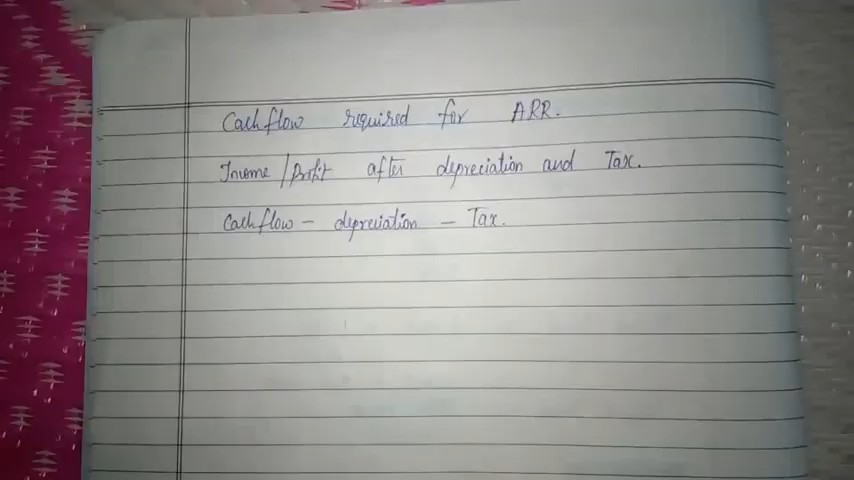 Cashflow required for ARR.
Income/Profit after depreciation and Tax.
Cashflow - depreciation - Tax.